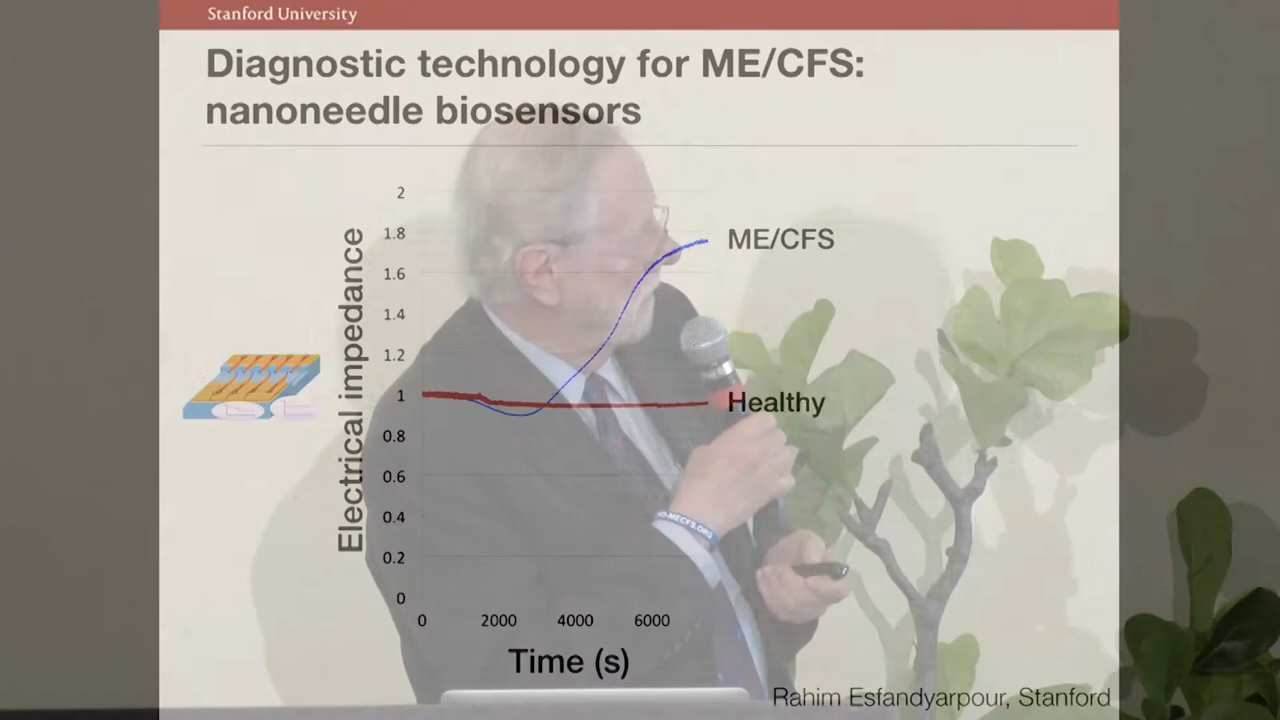 Stanford University
Diagnostic technology for ME/CFS:
nanoneedle biosensors
Electrical impedance
2
1.8
1.6
1.4
1.2
1
0.8
0.6
0.4
0.2
0
ME/CFS
Healthy
0 2000 4000 6000
Time (s)
MECFS.ORG
Rahim Esfandyarpour, Stanford